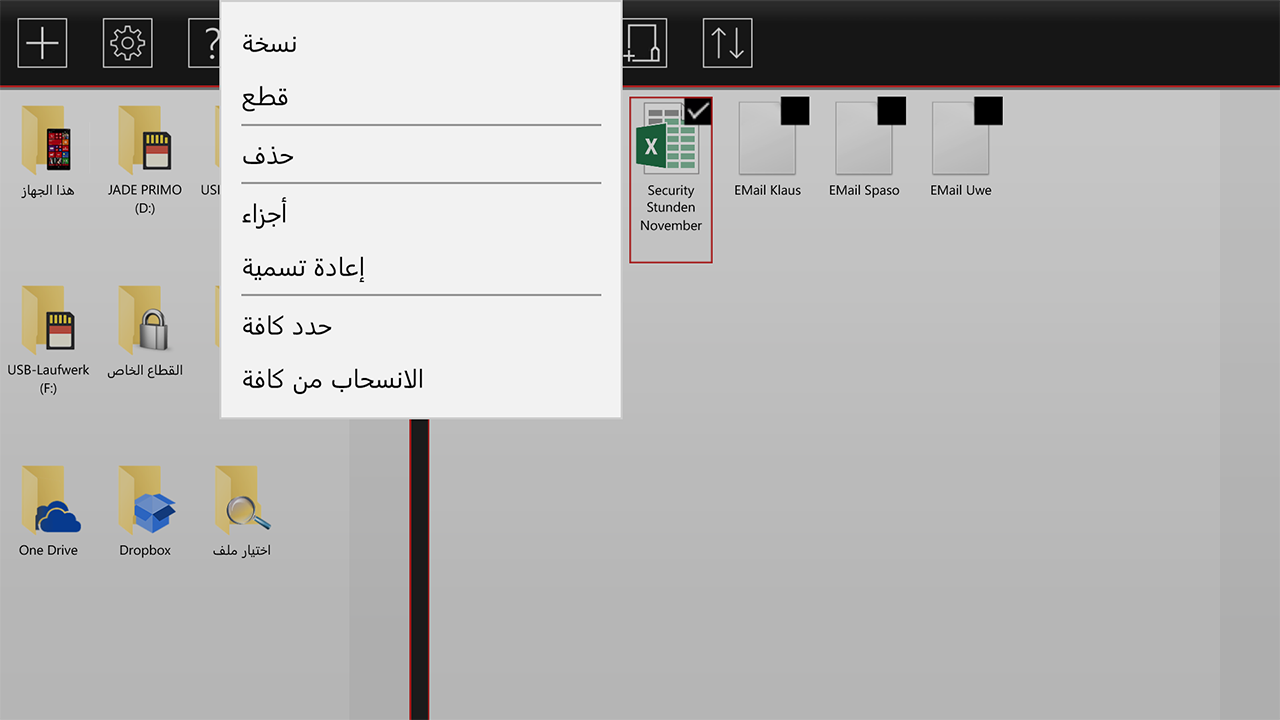 ?
نسخة
قطع
حذف
أجزاء
إعادة تسمية
حدد كافة
الانسحاب من كافة
هذا الجهاز
JADE PRIMO
(D:)
USB-Laufwerk
(F:)
القطاع الخاص
One Drive
Dropbox
اختيار ملف
X
Security
Stunden
November
EMail Klaus
EMail Spaso
EMail Uwe